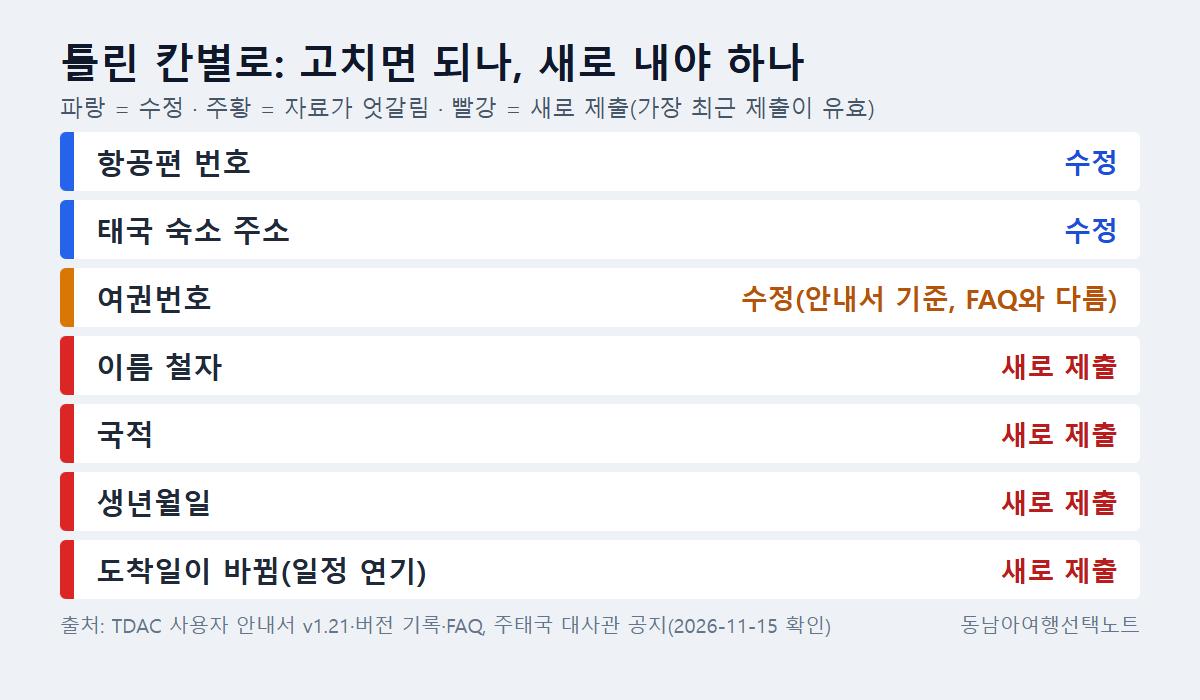 틀린 칸별로: 고치면 되나, 새로 내야 하나
파랑 = 수정 · 주황 = 자료가 엇갈림 · 빨강 = 새로 제출(가장 최근 제출이 유효)
항공편 번호 수정
태국 숙소 주소 수정
여권번호 수정(안내서 기준, FAQ와 다름)
이름 철자 새로 제출
국적 새로 제출
생년월일 새로 제출
도착일이 바뀜(일정 연기) 새로 제출
출처: TDAC 사용자 안내서 v1.21·버전 기록·FAQ, 주태국 대사관 공지(2026-11-15 확인) 동남아여행선택노트